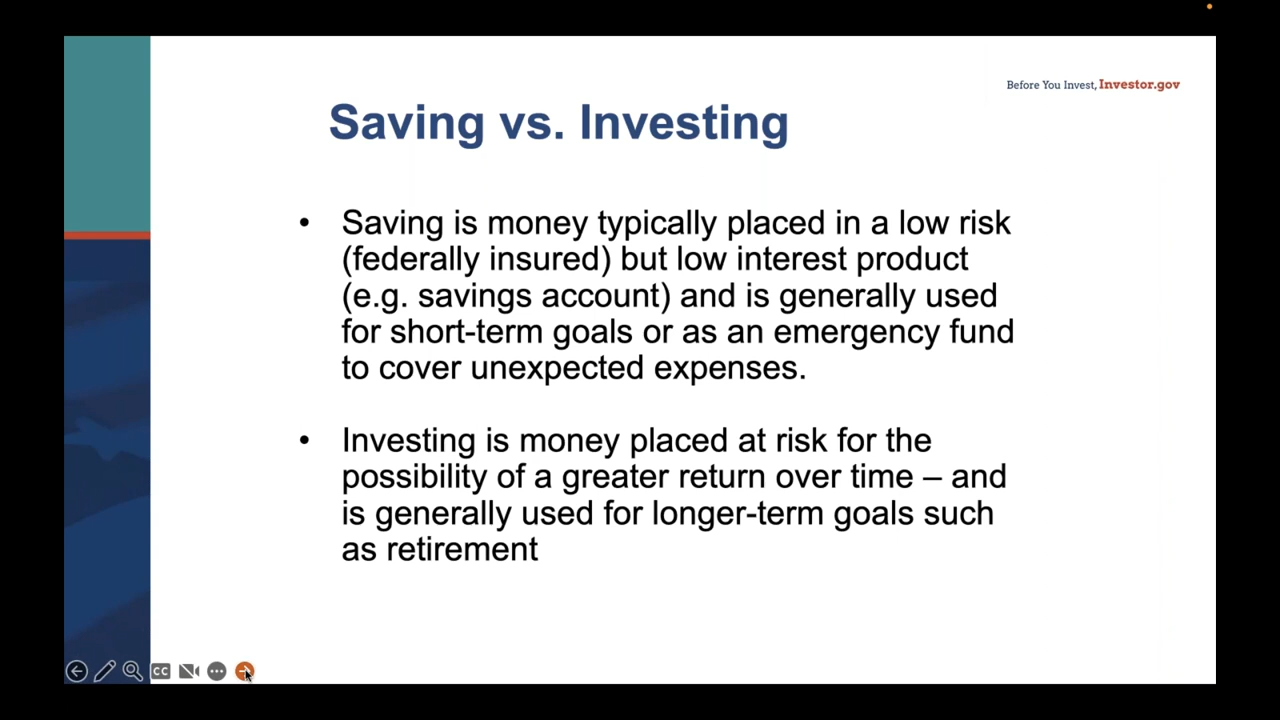 Before You Invest, Investor.gov
Saving vs. Investing
• Saving is money typically placed in a low risk
(federally insured) but low interest product
(e.g. savings account) and is generally used
for short-term goals or as an emergency fund
to cover unexpected expenses.
• Investing is money placed at risk for the
possibility of a greater return over time – and
is generally used for longer-term goals such
as retirement
CC